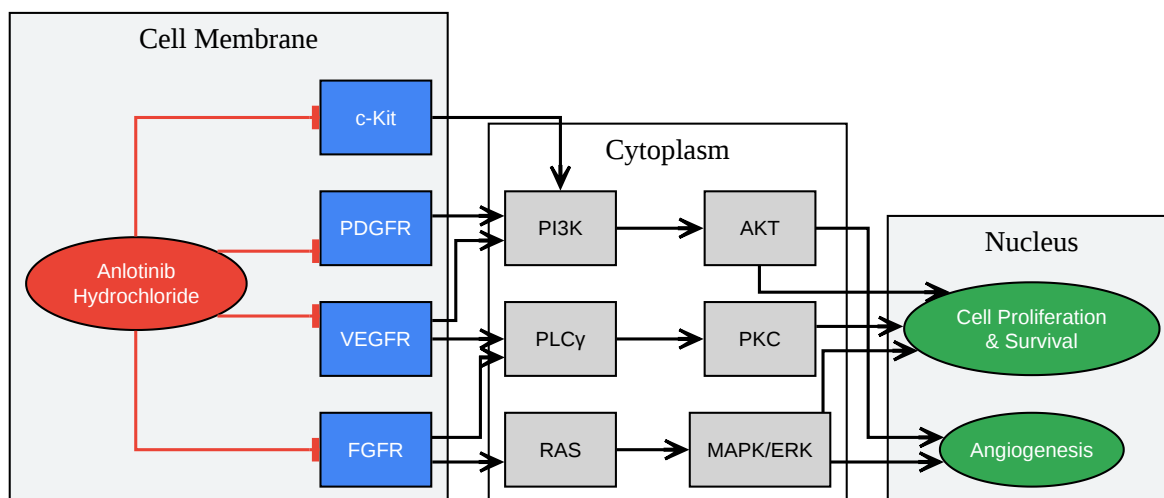 Cell Membrane
c-Kit
Cytoplasm
PDGFR
PI3K
AKT
Nucleus
Anlotinib
Hydrochloride
VEGFR
PLCγ
PKC
Cell Proliferation
& Survival
FGFR
RAS
MAPK/ERK
Angiogenesis